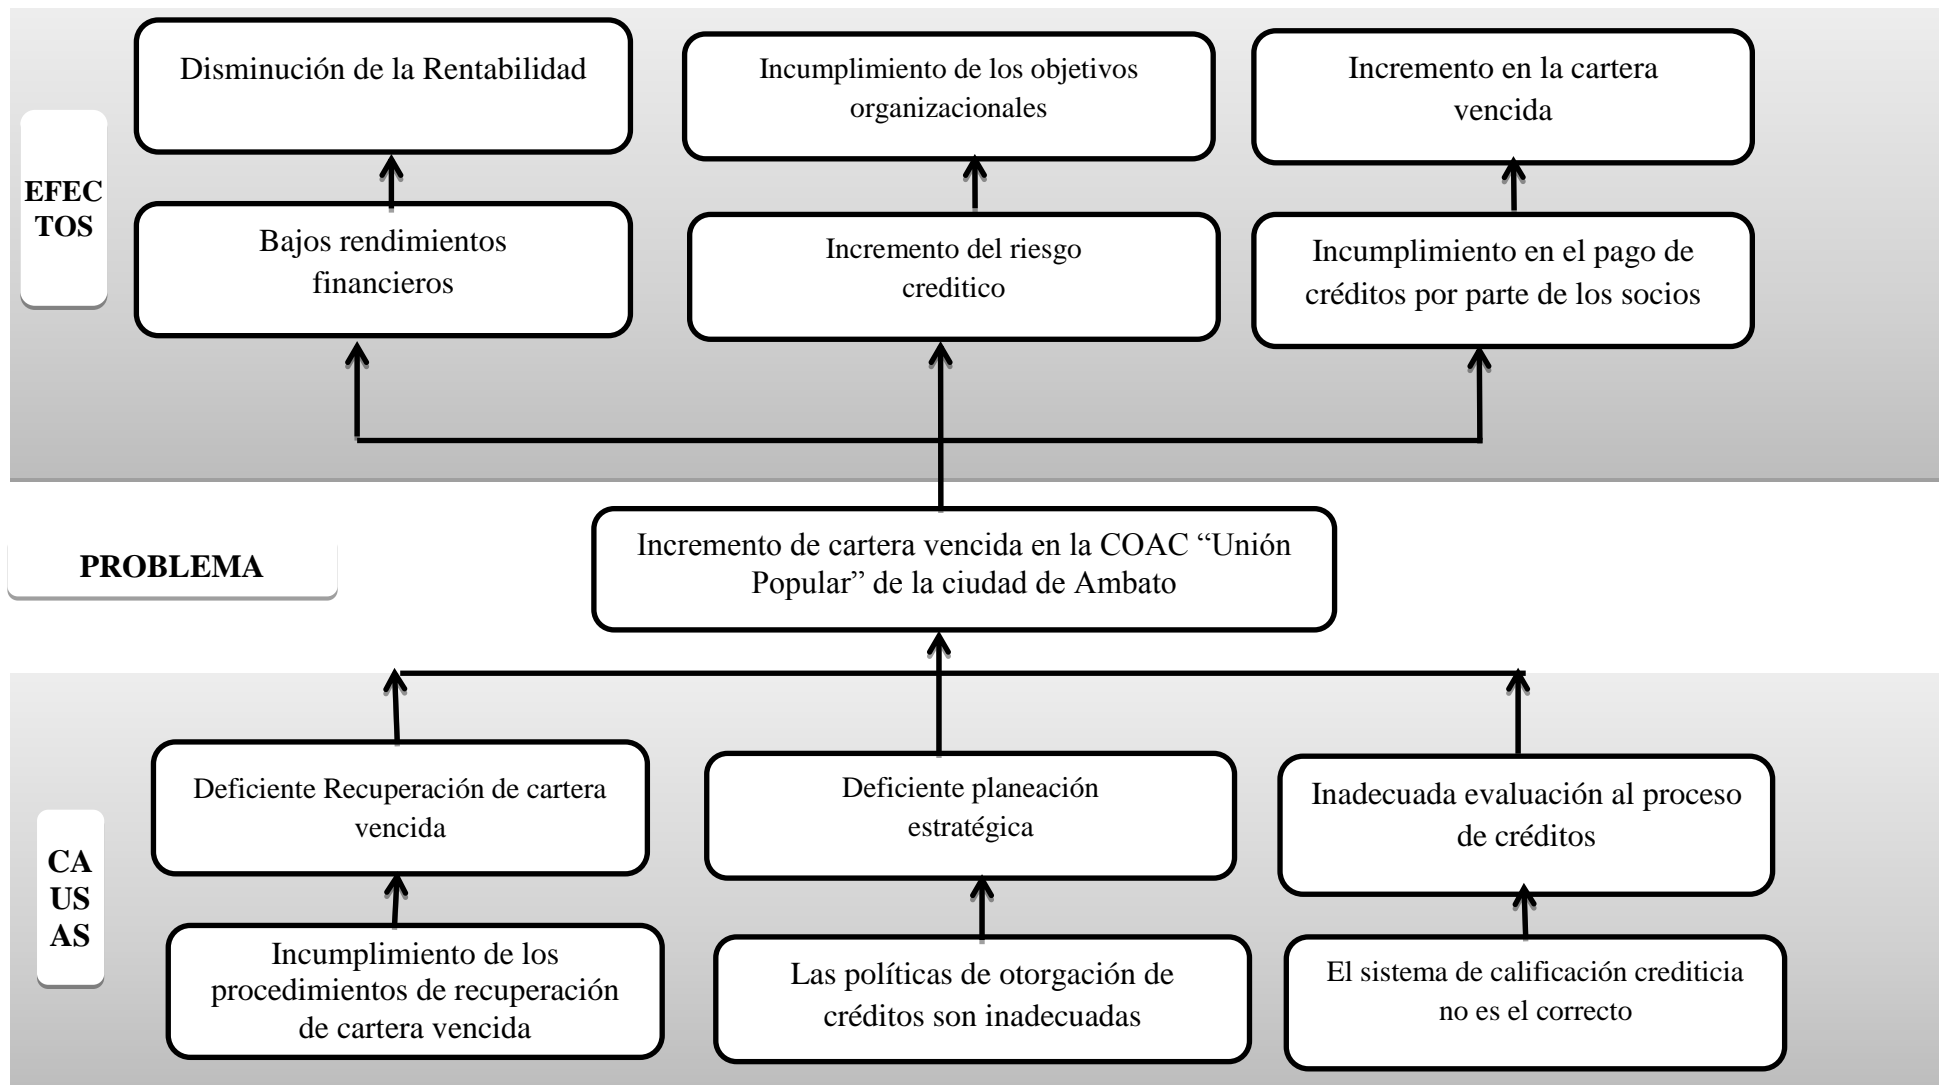 Disminución de la Rentabilidad
Incumplimiento de los objetivos
organizacionales
Incremento en la cartera
vencida
EFEC
TOS
Bajos rendimientos
financieros
Incremento del riesgo
creditico
Incumplimiento en el pago de
créditos por parte de los socios
PROBLEMA
Incremento de cartera vencida en la COAC “Unión
Popular” de la ciudad de Ambato
Deficiente Recuperación de cartera
vencida
Deficiente planeación
estratégica
Inadecuada evaluación al proceso
de créditos
CA
US
AS
Incumplimiento de los
procedimientos de recuperación
de cartera vencida
Las políticas de otorgación de
créditos son inadecuadas
El sistema de calificación crediticia
no es el correcto